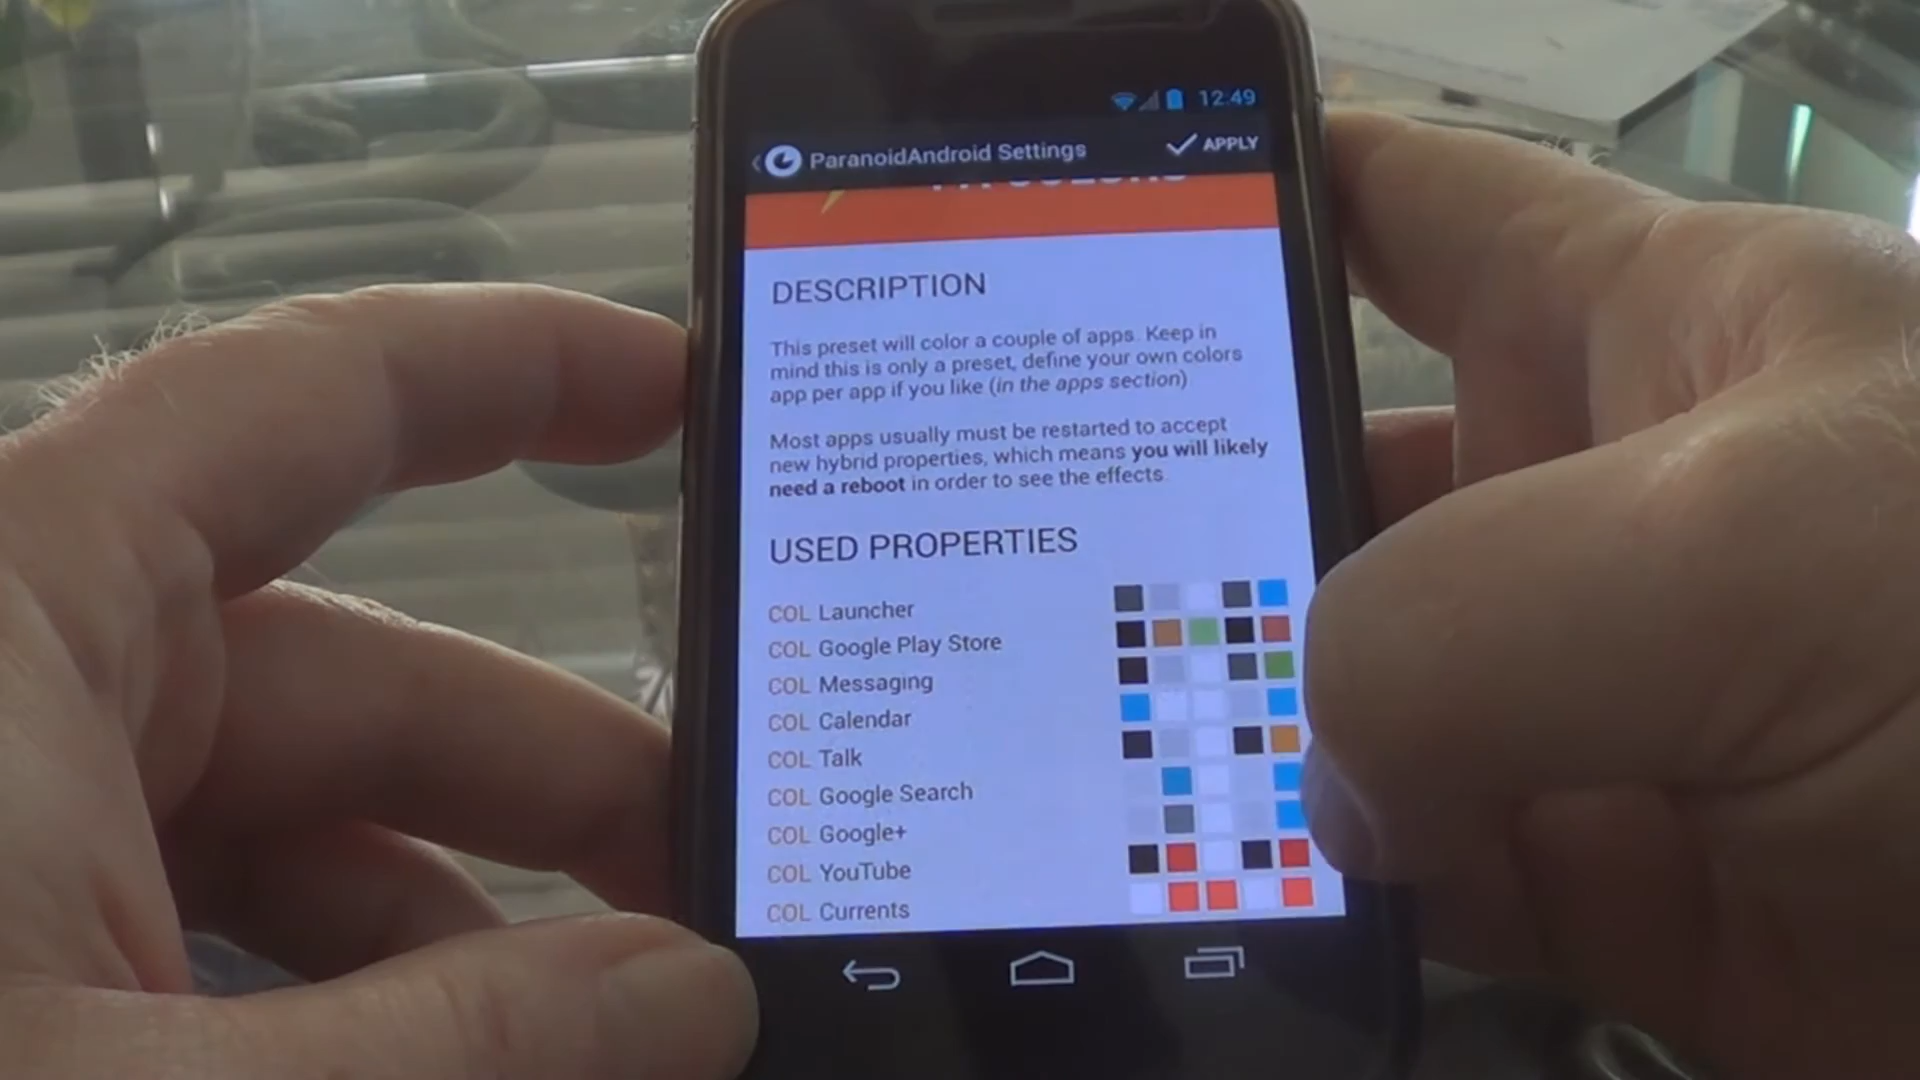 12:49
ParanoidAndroid Settings
APPLY
DESCRIPTION
This preset will color a couple of apps. Keep in
mind this is only a preset, define your own colors
app per app if you like (in the apps section)
Most apps usually must be restarted to accept
new hybrid properties, which means you will likely
need a reboot in order to see the effects.
USED PROPERTIES
COL Launcher
COL Google Play Store
COL Messaging
COL Calendar
COL Talk
COL Google Search
COL Google+
COL YouTube
COL Currents